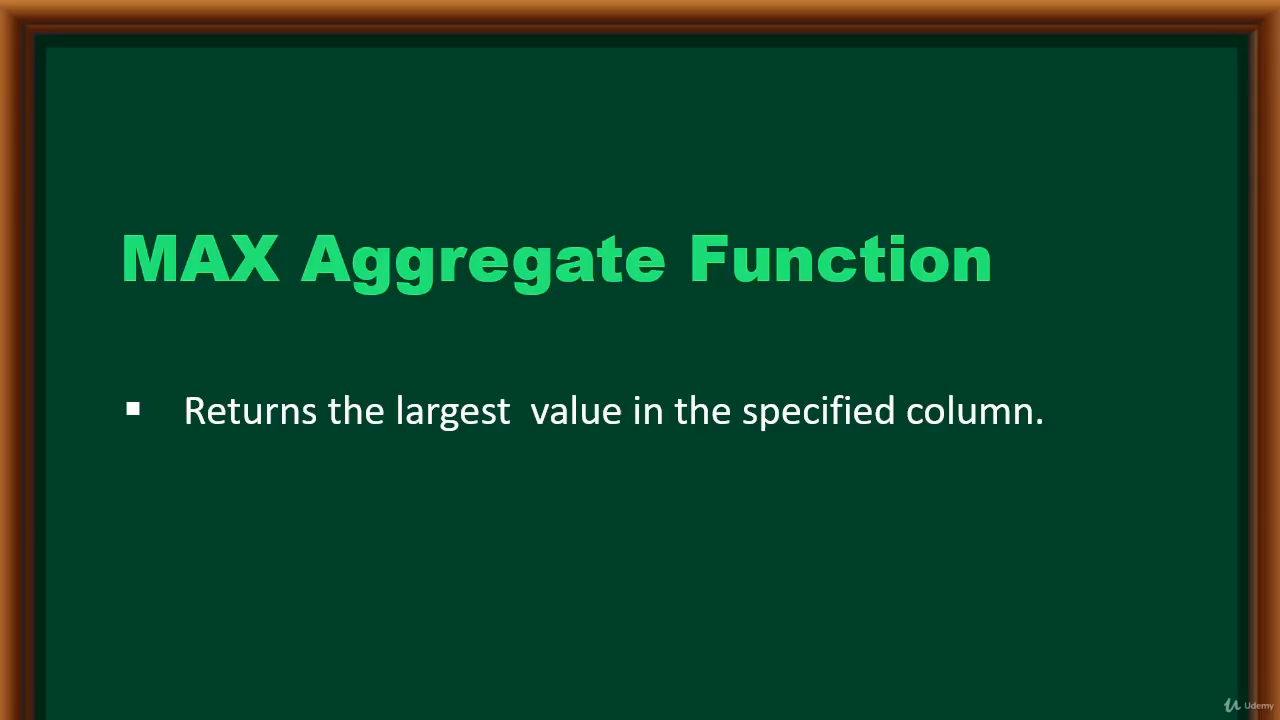 MAX Aggregate Function
▪ Returns the largest  value in the specified column.
Udemy